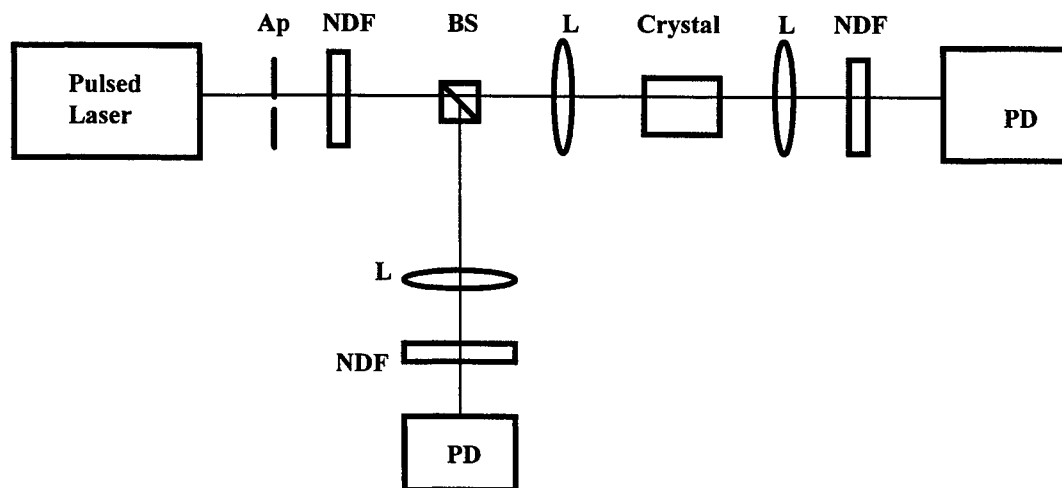 Ap NDF BS L Crystal L NDF
Pulsed
Laser
PD
L
NDF
PD